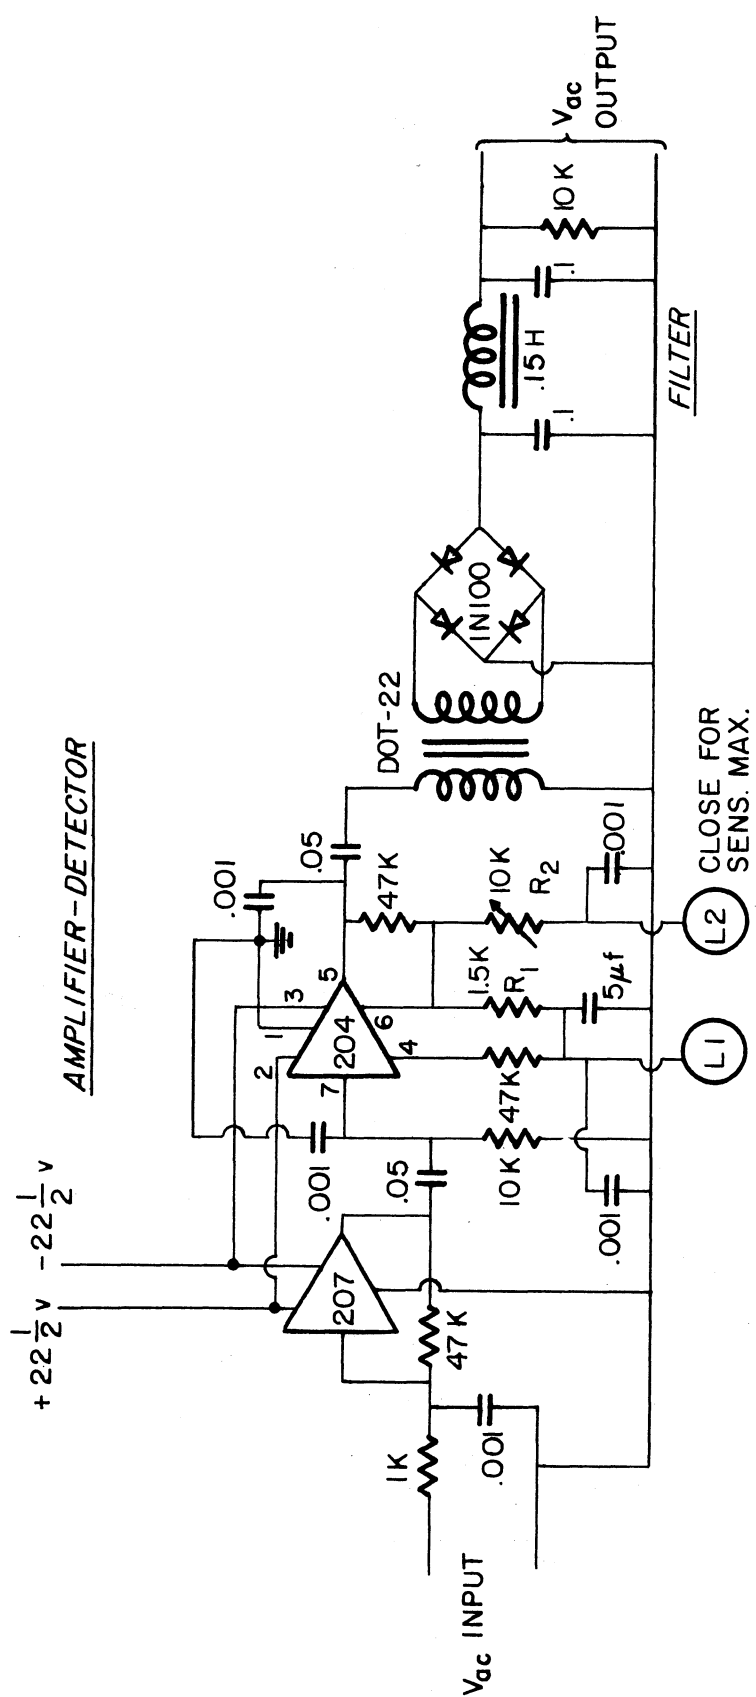 AMPLIFIER-DETECTOR
+22 1/2 V
-22 1/2 V
.001
.05
DOT-22
2
1
3
5
7
204
6
4
47K
10K
R2
1.5K
R1
47K
10K
.001
.05
207
47K
1K
.001
.001
5μf
.001
L1
L2
CLOSE FOR
SENS. MAX.
1N100
.15H
.1
.1
10K
FILTER
Vac
OUTPUT
Vac INPUT